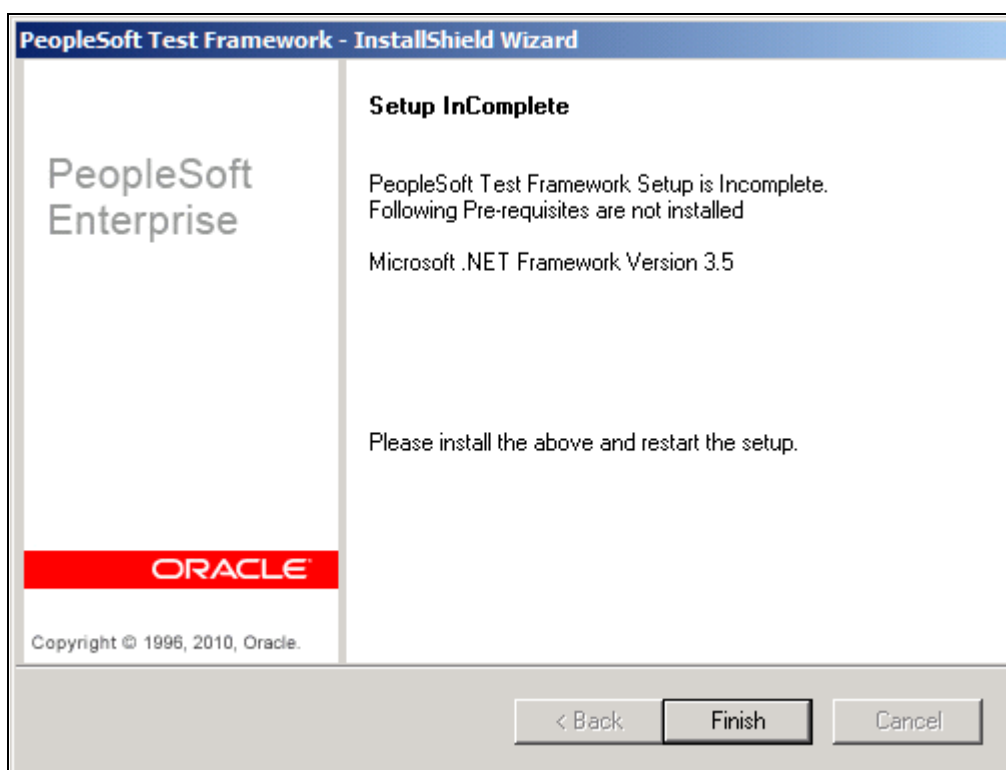 PeopleSoft Test Framework - InstallShield Wizard
PeopleSoft
Enterprise
ORACLE
Copyright © 1996, 2010, Oracle.
Setup InComplete
PeopleSoft Test Framework Setup is Incomplete.
Following Pre-requisites are not installed
Microsoft .NET Framework Version 3.5
Please install the above and restart the setup.
< Back
Finish
Cancel